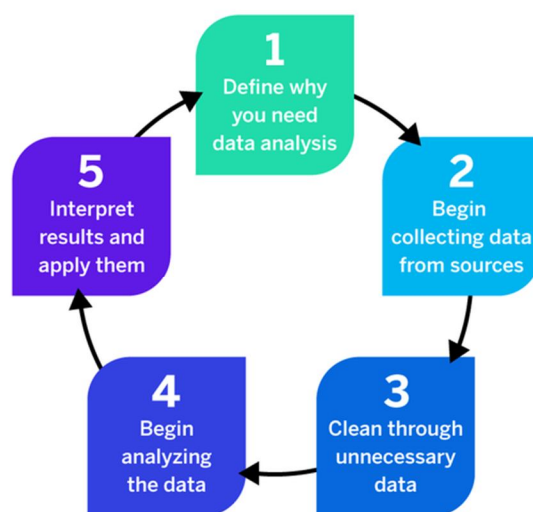 1
Define why
you need
data analysis
2
Begin
collecting data
from sources
3
Clean through
unnecessary
data
4
Begin
analyzing
the data
5
Interpret
results and
apply them